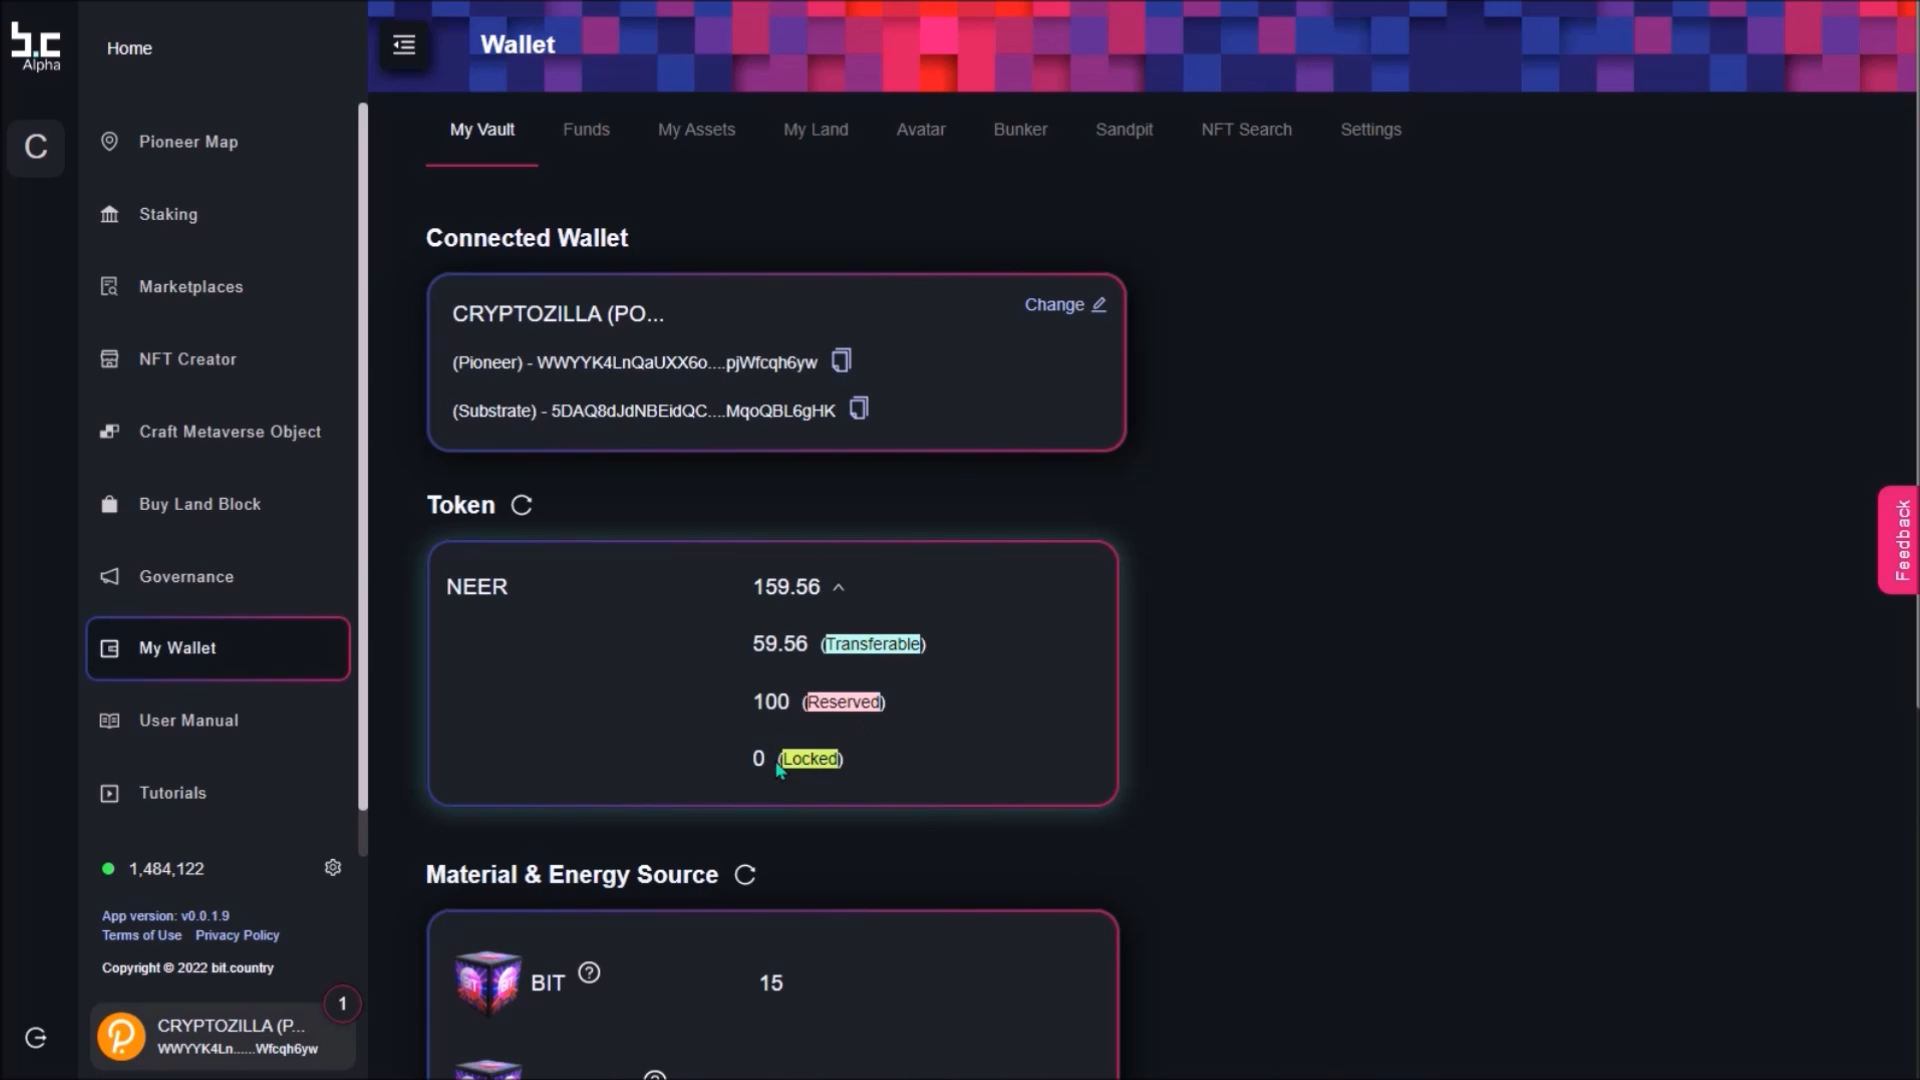 b.c
Alpha
Home
Wallet
C
Pioneer Map
Staking
Marketplaces
NFT Creator
Craft Metaverse Object
Buy Land Block
Governance
My Wallet
User Manual
Tutorials
1,484,122
App version: v0.0.1.9
Terms of Use Privacy Policy
Copyright © 2022 bit.country
1
CRYPTOZILLA (P...
WWYYK4Ln......Wfcqh6yw
My Vault Funds My Assets My Land Avatar Bunker Sandpit NFT Search Settings
Connected Wallet
CRYPTOZILLA (PO...
Change
(Pioneer) - WWYYK4LnQaUXX6o....pjWfcqh6yw
(Substrate) - 5DAQ8dJdNBEidQC....MqoQBL6gHK
Token
NEER 159.56
59.56 (Transferable)
100 (Reserved)
0 (Locked)
Material & Energy Source
BIT ? 15
Feedback